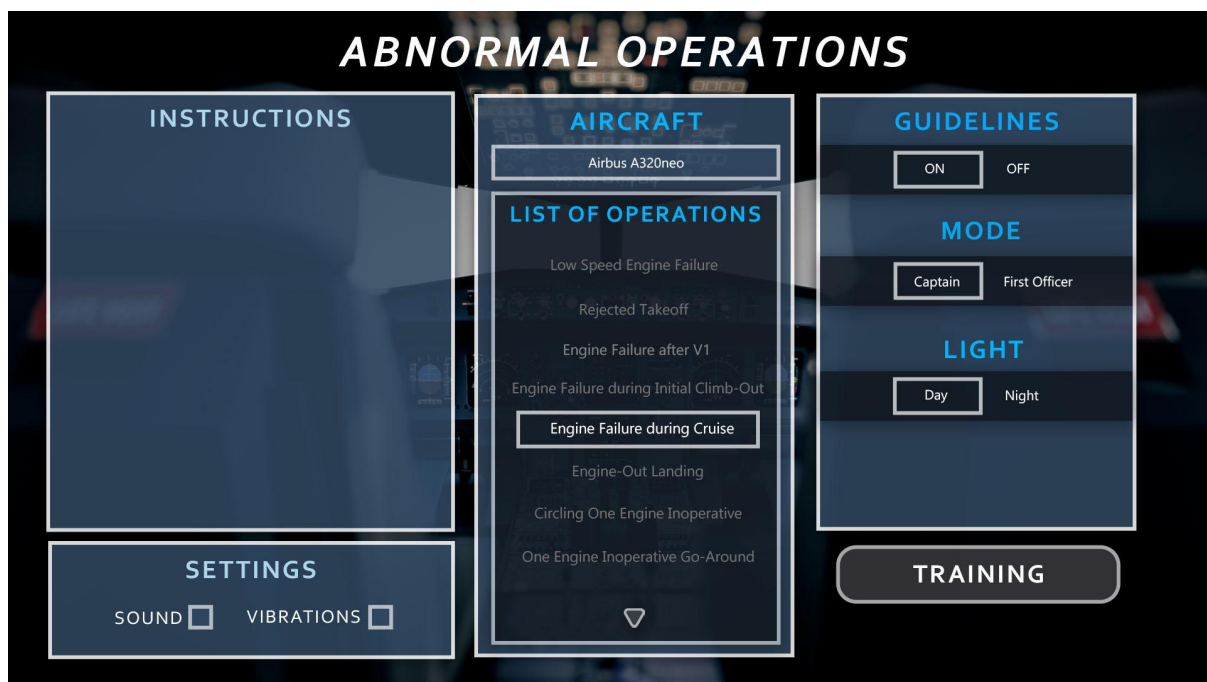 ABNORMAL OPERATIONS
INSTRUCTIONS
SETTINGS
SOUND VIBRATIONS
AIRCRAFT
Airbus A320neo
LIST OF OPERATIONS
Low Speed Engine Failure
Rejected Takeoff
Engine Failure after V1
Engine Failure during Initial Climb-Out
Engine Failure during Cruise
Engine-Out Landing
Circling One Engine Inoperative
One Engine Inoperative Go-Around
GUIDELINES
ON OFF
MODE
Captain First Officer
LIGHT
Day Night
TRAINING